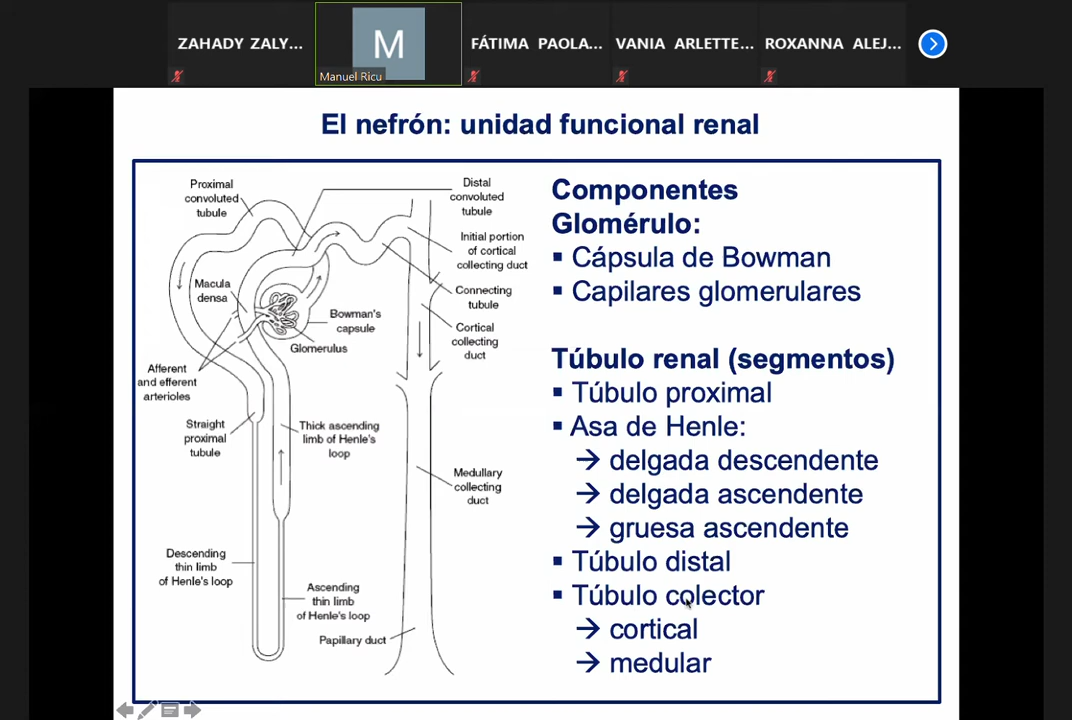 ZAHADY ZALY...
M
Manuel Ricu
FÁTIMA PAOLA...
VANIA ARLETTE...
ROXANNA ALEJ...
El nefrón: unidad funcional renal
Proximal
convoluted
tubule
Distal
convoluted
tubule
Initial portion
of cortical
collecting duct
Macula
densa
Connecting
tubule
Bowman's
capsule
Cortical
collecting
duct
Glomerulus
Afferent
and efferent
arterioles
Straight
proximal
tubule
Thick ascending
limb of Henle's
loop
Medullary
collecting
duct
Descending
thin limb
of Henle's loop
Ascending
thin limb
of Henle's loop
Papillary duct
Componentes
Glomérulo:
▪ Cápsula de Bowman
▪ Capilares glomerulares
Túbulo renal (segmentos)
▪ Túbulo proximal
▪ Asa de Henle:
→ delgada descendente
→ delgada ascendente
→ gruesa ascendente
▪ Túbulo distal
▪ Túbulo colector
→ cortical
→ medular